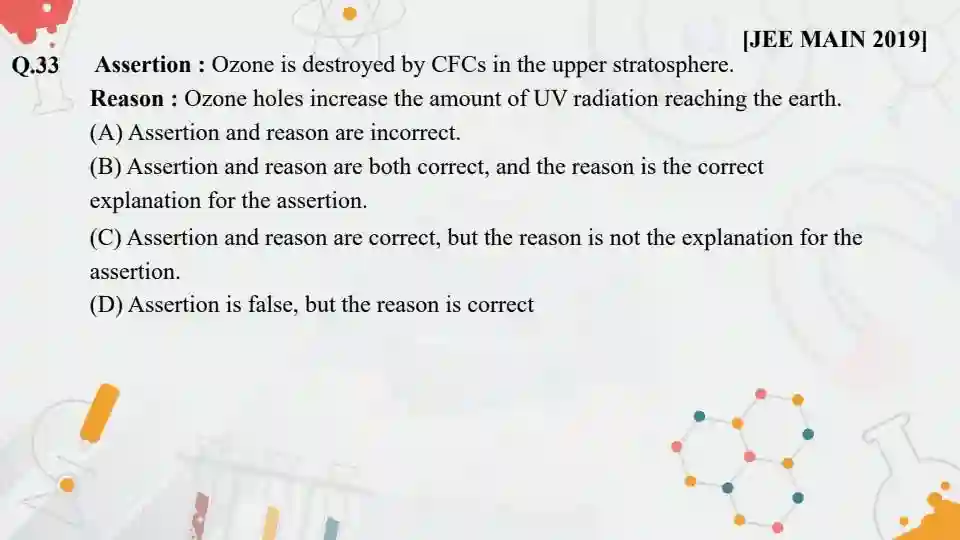 [JEE MAIN 2019]
Q.33 Assertion : Ozone is destroyed by CFCs in the upper stratosphere.
Reason : Ozone holes increase the amount of UV radiation reaching the earth.
(A) Assertion and reason are incorrect.
(B) Assertion and reason are both correct, and the reason is the correct
explanation for the assertion.
(C) Assertion and reason are correct, but the reason is not the explanation for the
assertion.
(D) Assertion is false, but the reason is correct